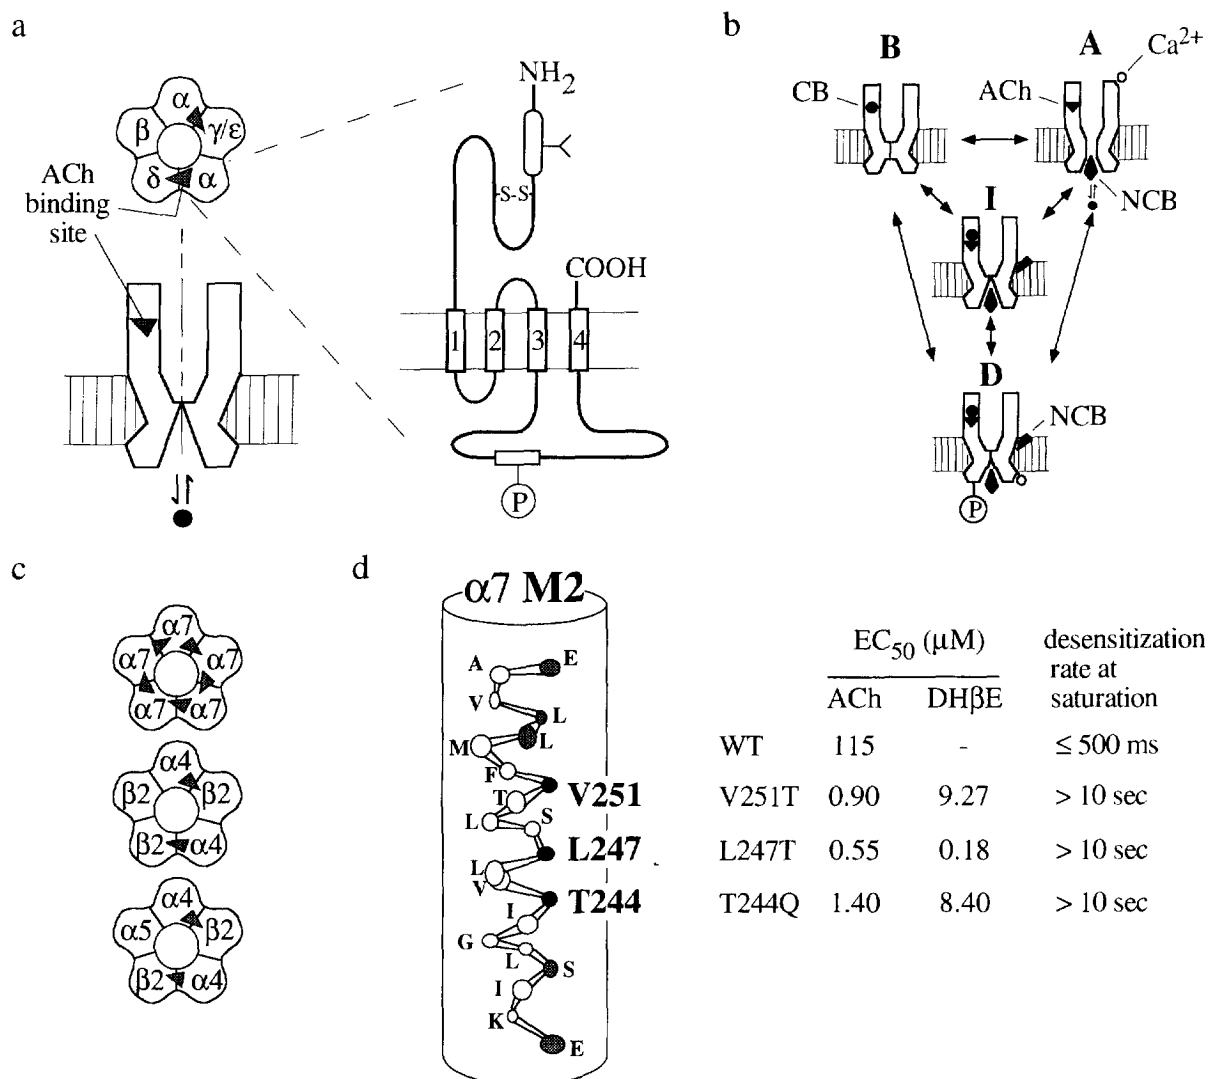 a
α
β
γ/ε
δ
α
ACh
binding
site
NH2
-S-S-
COOH
1
2
3
4
P
b
B
A
Ca2+
CB
ACh
NCB
I
D
NCB
P
c
α7
α7
α7
α7
α7
α4
β2
β2
β2
α4
α4
α5
β2
β2
α4
d
α7 M2
A
E
V
L
L
M
F
V251
T
L
S
L247
L
V
T244
I
G
L
S
I
K
E
EC50 (μM)
desensitization
rate at
saturation
ACh
DHβE
WT 115 - ≤ 500 ms
V251T 0.90 9.27 > 10 sec
L247T 0.55 0.18 > 10 sec
T244Q 1.40 8.40 > 10 sec